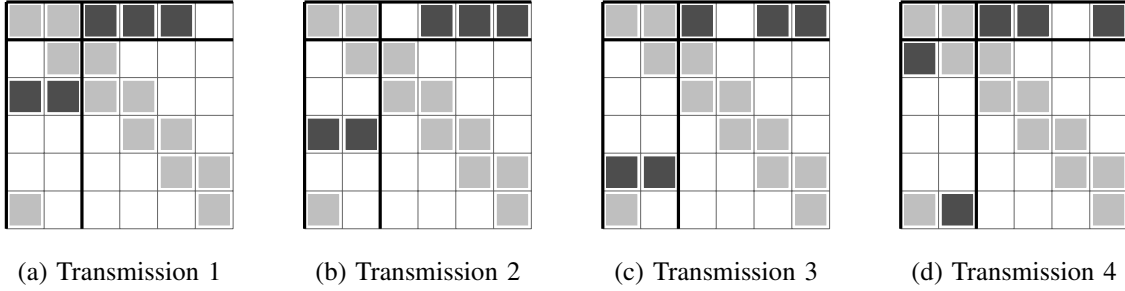 (a) Transmission 1
(b) Transmission 2
(c) Transmission 3
(d) Transmission 4